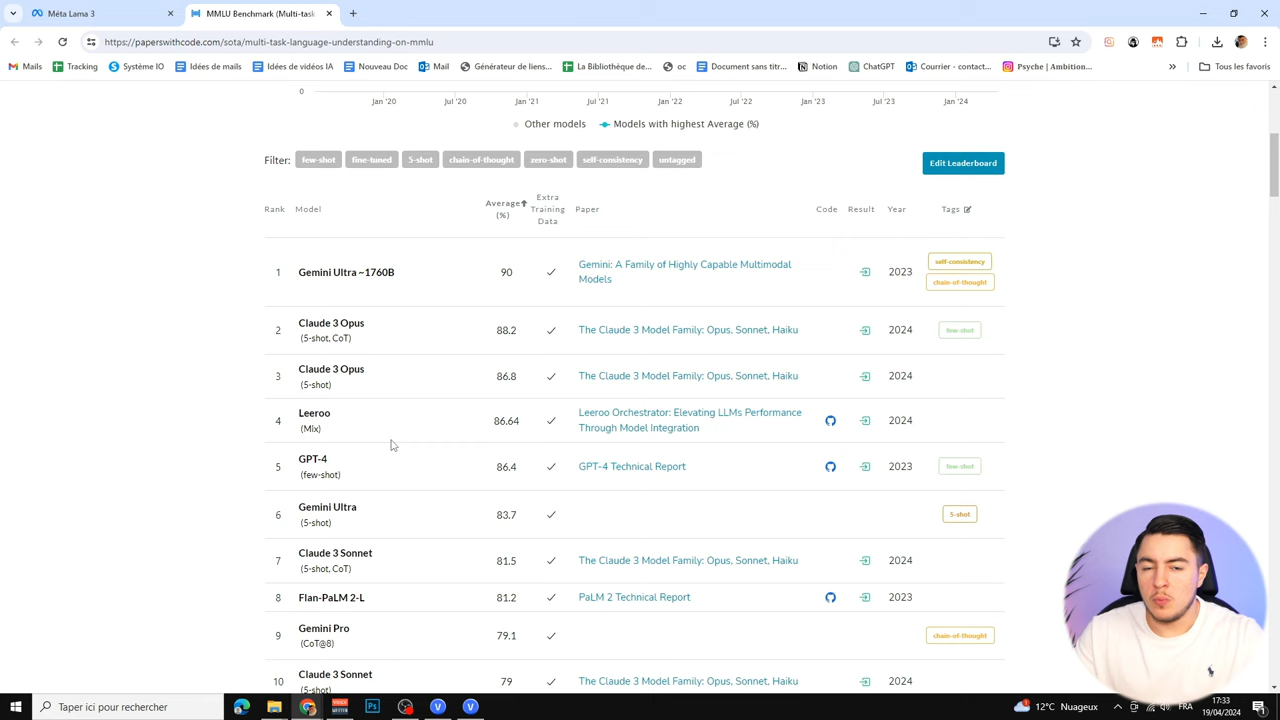 Méta Lama 3
MMLU Benchmark (Multi-task
https://paperswithcode.com/sota/multi-task-language-understanding-on-mmlu
Mails
Tracking
Système IO
Idées de mails
Idées de vidéos IA
Nouveau Doc
Mail
Générateur de liens...
La Bibliothèque de...
oc
Document sans titr...
Notion
ChatGPT
Courrier - contact...
Psyche | Ambition...
»
Tous les favoris
0
Jan '20 Jul '20 Jan '21 Jul '21 Jan '22 Jul '22 Jan '23 Jul '23 Jan '24
Other models Models with highest Average (%)
Filter: few-shot fine-tuned 5-shot chain-of-thought zero-shot self-consistency untagged
Edit Leaderboard
Rank Model Average (%) Extra Training Data Paper Code Result Year Tags
Gemini Ultra ~1760B 90 Gemini: A Family of Highly Capable Multimodal Models 2023 self-consistency chain-of-thought
2 Claude 3 Opus (5-shot, CoT) 88.2 The Claude 3 Model Family: Opus, Sonnet, Haiku 2024 few-shot
3 Claude 3 Opus (5-shot) 86.8 The Claude 3 Model Family: Opus, Sonnet, Haiku 2024
4 Leeroo (Mix) 86.64 Leeroo Orchestrator: Elevating LLMs Performance Through Model Integration 2024
5 GPT-4 (few-shot) 86.4 GPT-4 Technical Report 2023 few-shot
6 Gemini Ultra (5-shot) 83.7 5-shot
7 Claude 3 Sonnet (5-shot, CoT) 81.5 The Claude 3 Model Family: Opus, Sonnet, Haiku 2024
8 Flan-PaLM 2-L 81.2 PaLM 2 Technical Report 2023
9 Gemini Pro (CoT@8) 79.1 chain-of-thought
10 Claude 3 Sonnet (5-shot) 79 The Claude 3 Model Family: Opus, Sonnet, Haiku 2024
Taper ici pour rechercher
12°C Nuageux
FRA
17:33
19/04/2024